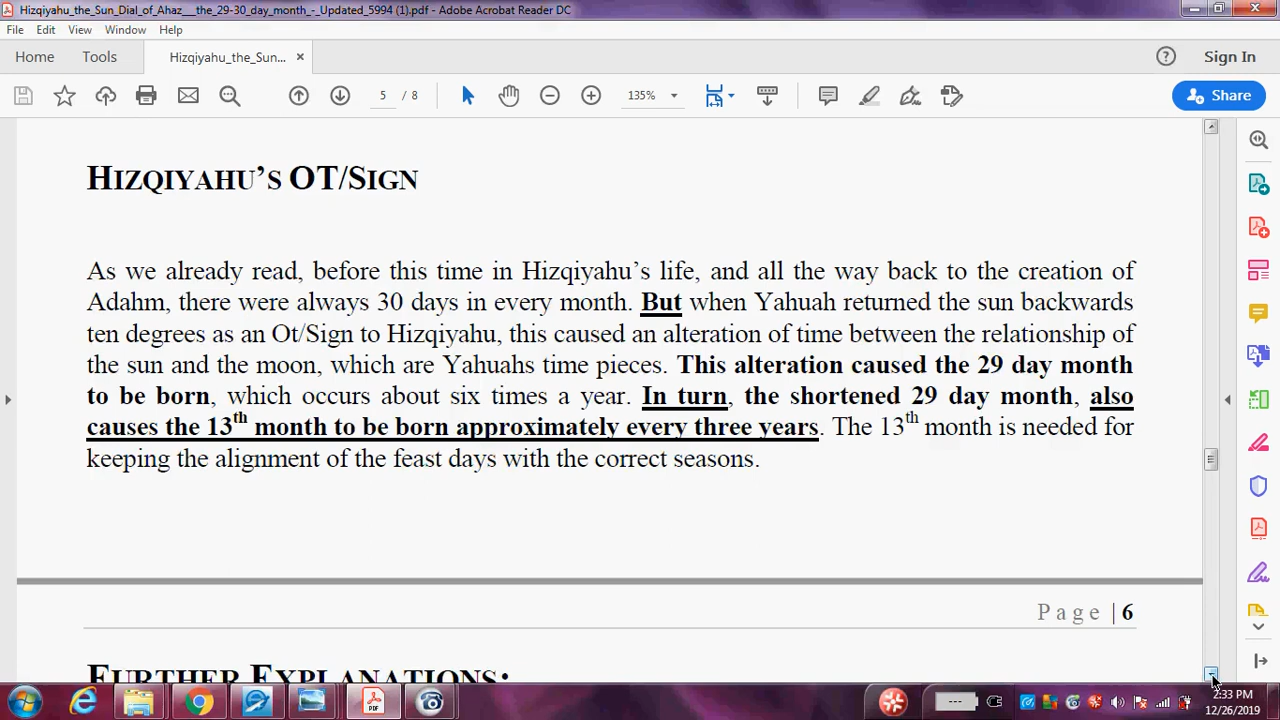 Hizqiyahu_the_Sun_Dial_of_Ahaz___the_29-30_day_month_-_Updated_5994 (1).pdf - Adobe Acrobat Reader DC
File Edit View Window Help
Home Tools Hizqiyahu_the_Sun... × Sign In
5 / 8 135% Share
HIZQIYAHU’S OT/SIGN
As we already read, before this time in Hizqiyahu’s life, and all the way back to the creation of
Adahm, there were always 30 days in every month. But when Yahuah returned the sun backwards
ten degrees as an Ot/Sign to Hizqiyahu, this caused an alteration of time between the relationship of
the sun and the moon, which are Yahuahs time pieces. This alteration caused the 29 day month
to be born, which occurs about six times a year. In turn, the shortened 29 day month, also
causes the 13th month to be born approximately every three years. The 13th month is needed for
keeping the alignment of the feast days with the correct seasons.
Page | 6
FURTHER EXPLANATIONS:
2:33 PM
12/26/2019